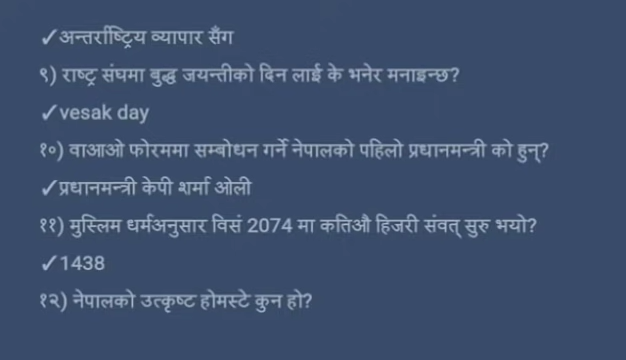 ✓अन्तर्राष्ट्रिय व्यापार सँग
९) राष्ट्र संघमा बुद्ध जयन्तीको दिन लाई के भनेर मनाइन्छ?
✓vesak day
१०) वाआओ फोरममा सम्बोधन गर्ने नेपालको पहिलो प्रधानमन्त्री को हुन्?
✓प्रधानमन्त्री केपी शर्मा ओली
११) मुस्लिम धर्मअनुसार विसं 2074 मा कतिऔ हिजरी संवत् सुरु भयो?
✓1438
१२) नेपालको उत्कृष्ट होमस्टे कुन हो?